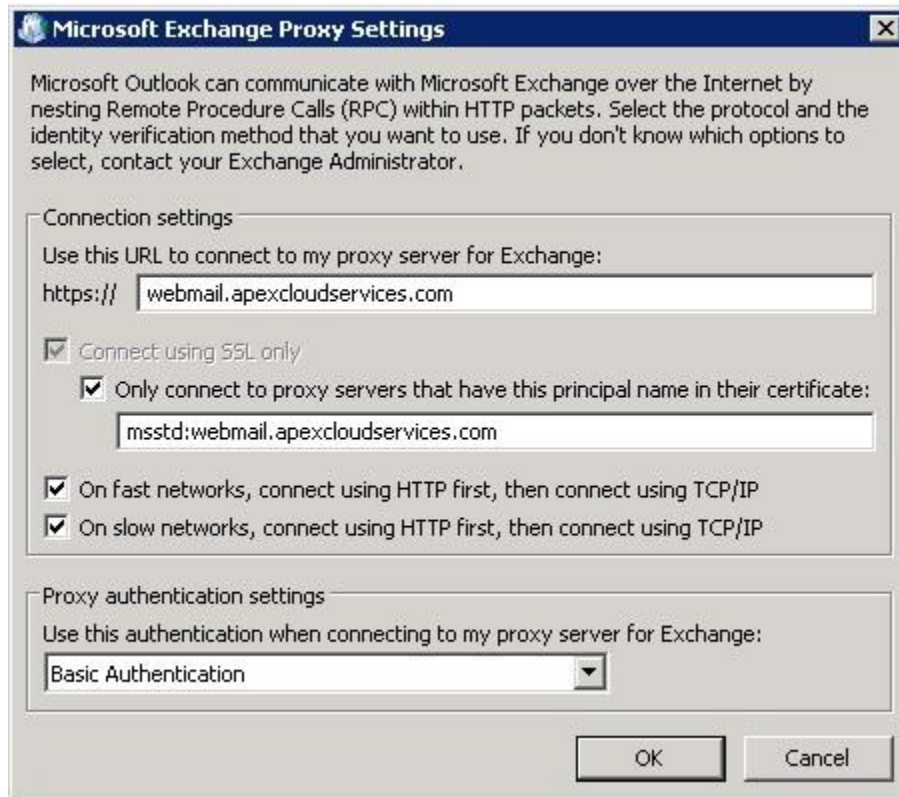 Microsoft Exchange Proxy Settings
Microsoft Outlook can communicate with Microsoft Exchange over the Internet by
nesting Remote Procedure Calls (RPC) within HTTP packets. Select the protocol and the
identity verification method that you want to use. If you don't know which options to
select, contact your Exchange Administrator.
Connection settings
Use this URL to connect to my proxy server for Exchange:
https:// webmail.apexcloudservices.com
Connect using SSL only
Only connect to proxy servers that have this principal name in their certificate:
msstd:webmail.apexcloudservices.com
On fast networks, connect using HTTP first, then connect using TCP/IP
On slow networks, connect using HTTP first, then connect using TCP/IP
Proxy authentication settings
Use this authentication when connecting to my proxy server for Exchange:
Basic Authentication
OK Cancel